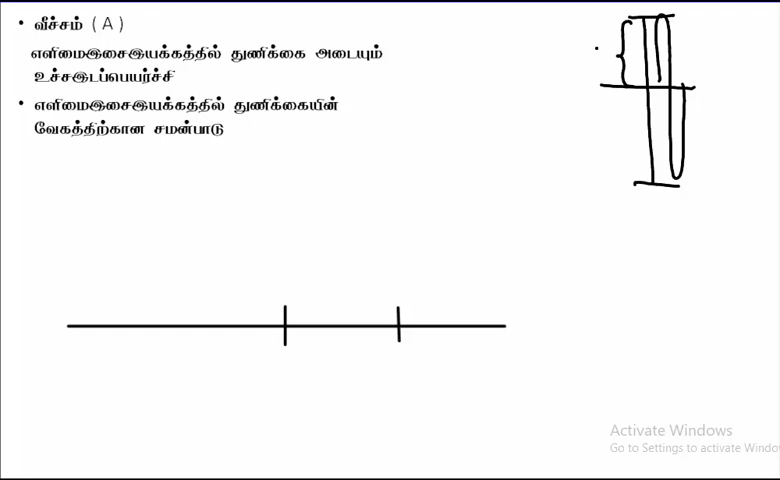 • வீச்சம் ( A )
எளிமைஇசைஇயக்கத்தில் துணிக்கை அடையும்
உச்சஇடப்பெயர்ச்சி
• எளிமைஇசைஇயக்கத்தில் துணிக்கையின்
வேகத்திற்கான சமன்பாடு
Activate Windows
Go to Settings to activate Windo